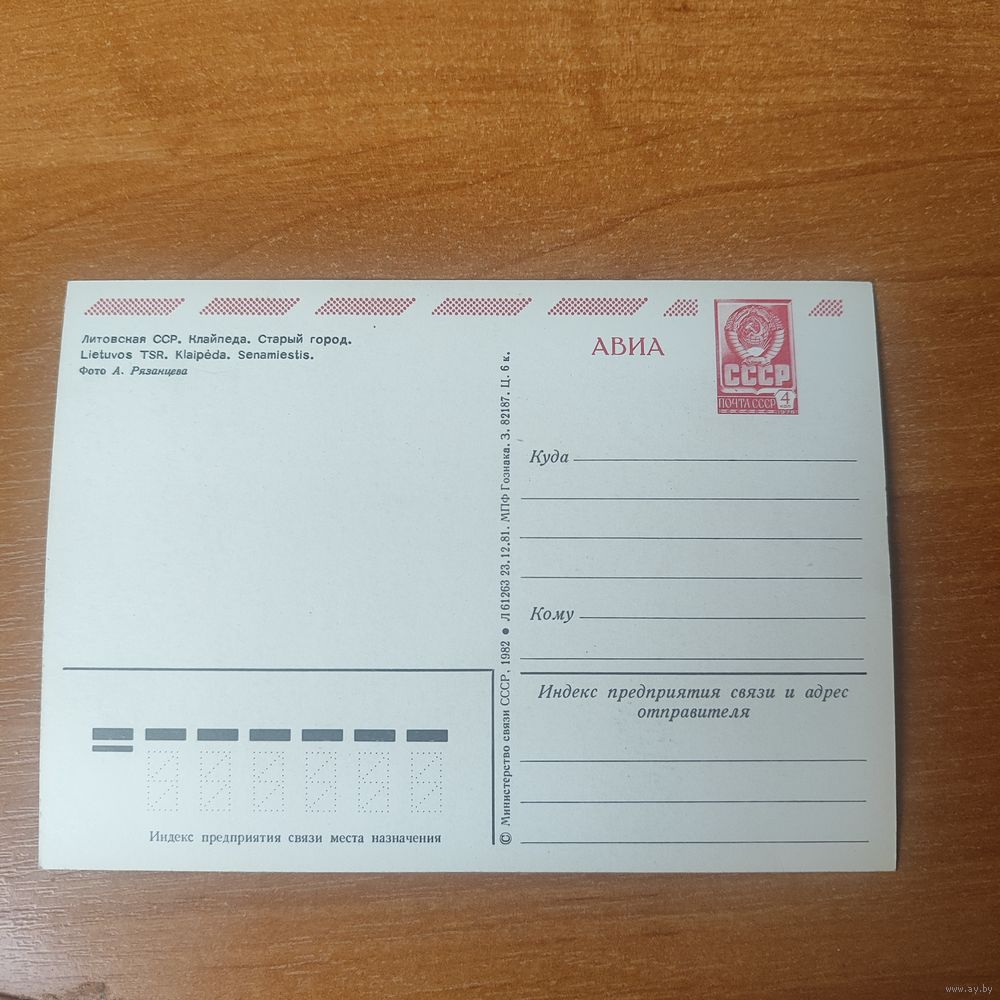 Литовская ССР. Клайпеда. Старый город.
Lietuvos TSR. Klaipėda. Senamiestis.
Фото А. Рязанцева
АВИА
СССР
ПОЧТА СССР 4
© Министерство связи СССР, 1982 ● Л 61263 23.12.81. МПФ Гознака. З. 82187. Ц. 6 к.
Куда
Кому
Индекс предприятия связи и адрес
отправителя
Индекс предприятия связи места назначения
www.ay.by